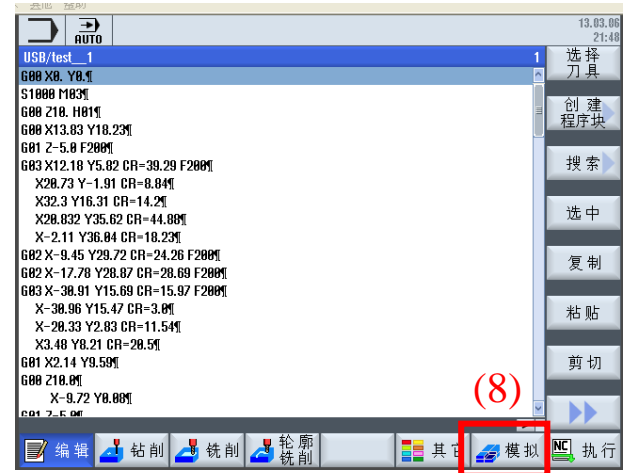 其他 帮助
AUTO
13.03.06
21:48
USB/test__1 1
G00 X0. Y0.¶
S1000 M03¶
G00 Z10. H01¶
G00 X13.83 Y18.23¶
G01 Z-5.0 F200¶
G03 X12.18 Y5.82 CR=39.29 F200¶
X20.73 Y-1.91 CR=8.84¶
X32.3 Y16.31 CR=14.2¶
X20.832 Y35.62 CR=44.80¶
X-2.11 Y36.04 CR=18.23¶
G02 X-9.45 Y29.72 CR=24.26 F200¶
G02 X-17.78 Y28.87 CR=28.69 F200¶
G03 X-30.91 Y15.69 CR=15.97 F200¶
X-30.96 Y15.47 CR=3.0¶
X-20.33 Y2.83 CR=11.54¶
X3.48 Y8.21 CR=20.5¶
G01 X2.14 Y9.59¶
G00 Z10.0¶
X-9.72 Y0.08¶
G01 Z-5.0¶
选择
刀具
创建
程序块
搜索
选中
复制
粘贴
剪切
(8)
编辑
钻削
铣削
轮廓
铣削
其它
模拟
NC
执行